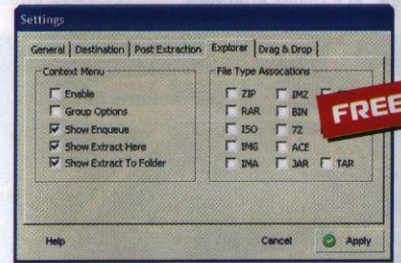 Settings
General Destination Post Extraction Explorer Drag & Drop
Context Menu
Enable
Group Options
Show Enqueue
Show Extract Here
Show Extract To Folder
File Type Assocations
ZIP IMZ
RAR BIN
ISO 7Z
IMG ACE
IMA JAR TAR
FREE
Help Cancel Apply